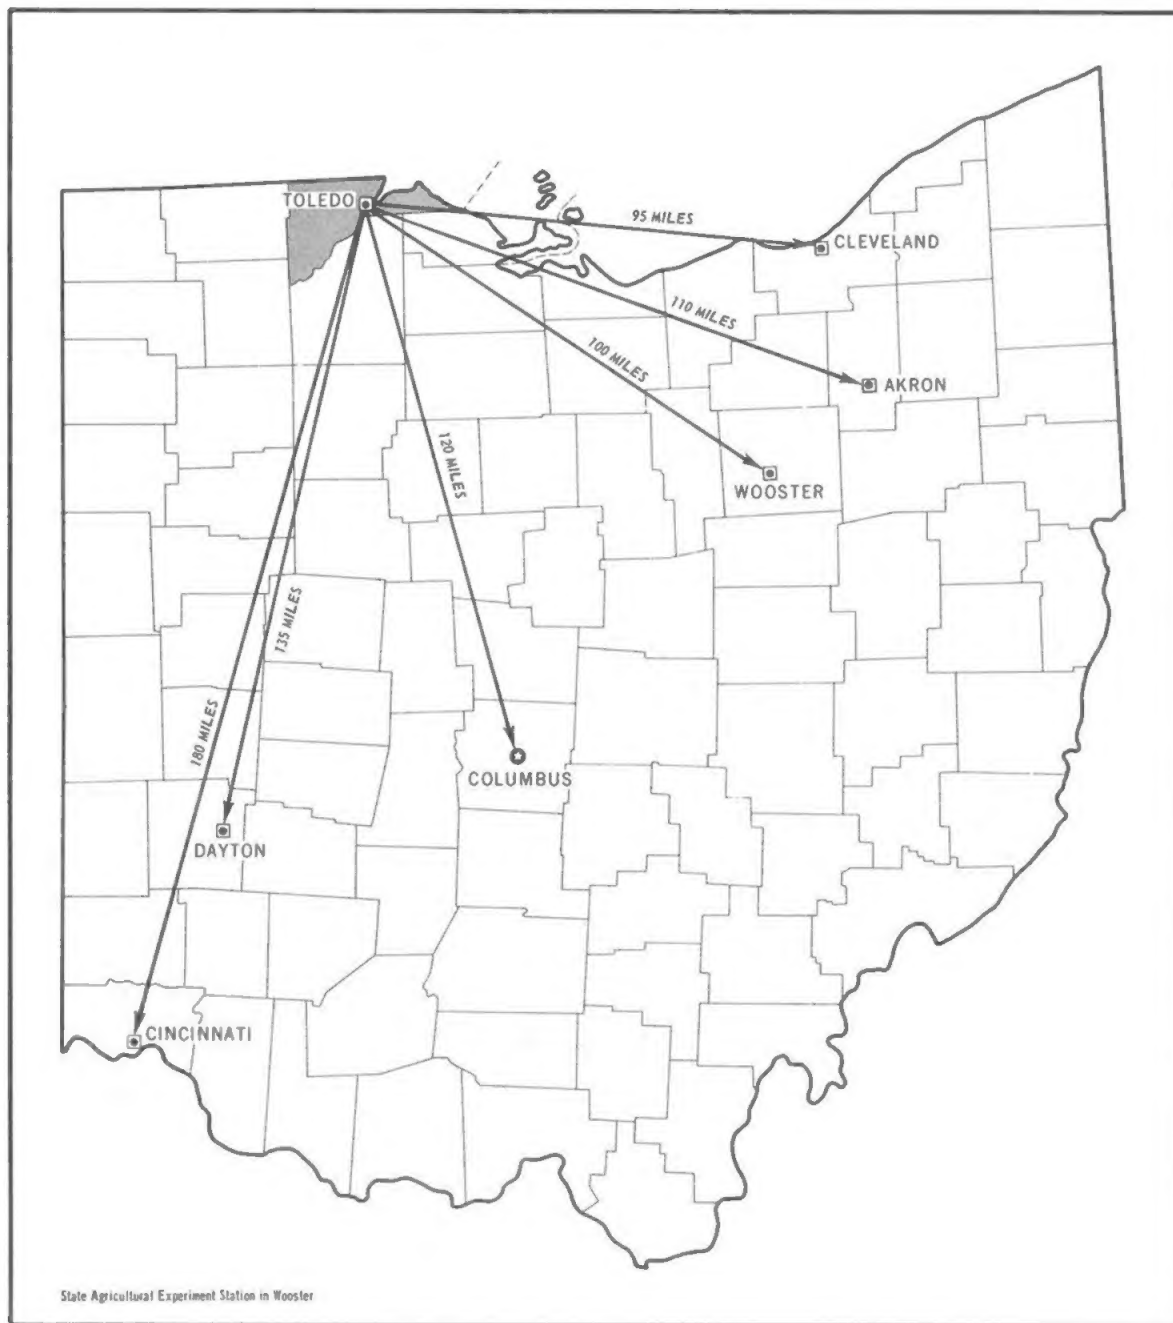 TOLEDO
95 MILES
CLEVELAND
110 MILES
100 MILES
AKRON
120 MILES
WOOSTER
135 MILES
180 MILES
COLUMBUS
DAYTON
CINCINNATI
State Agricultural Experiment Station in Wooster